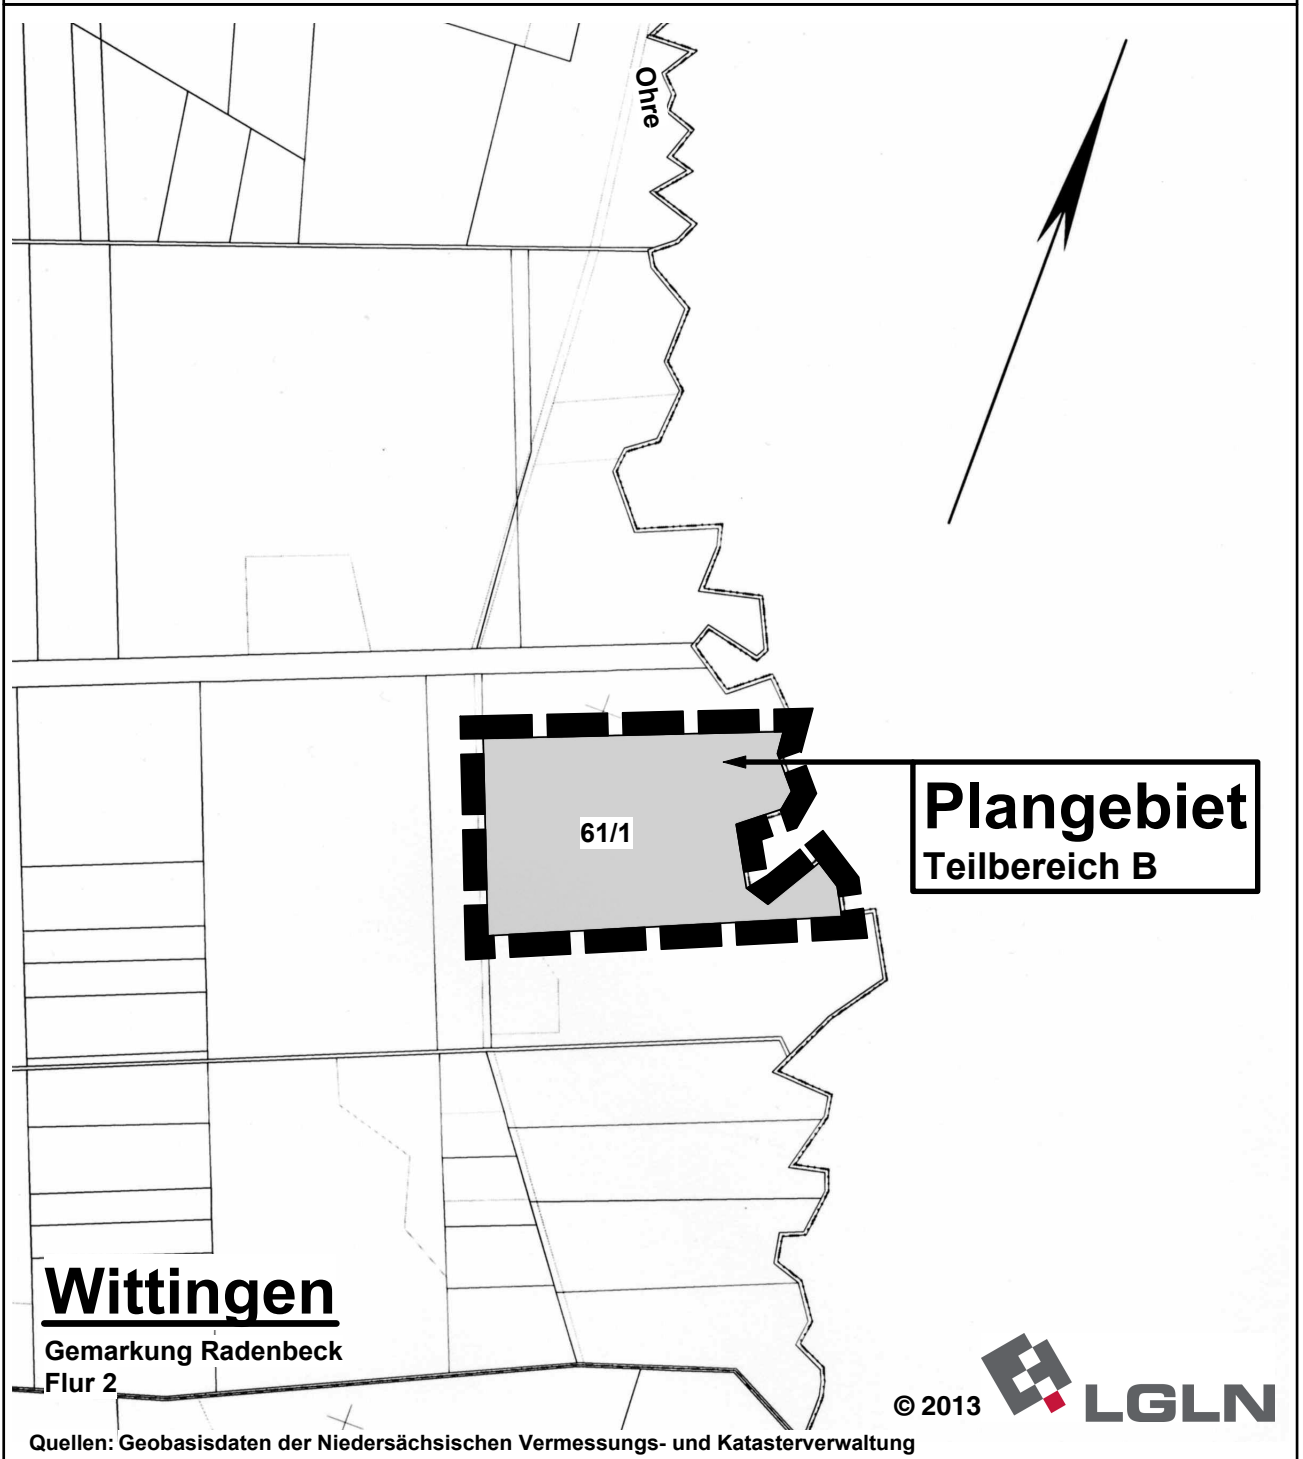 Ohre
Plangebiet
Teilbereich B
61/1
Wittingen
Gemarkung Radenbeck
Flur 2
© 2013
LGLN
Quellen: Geobasisdaten der Niedersächsischen Vermessungs- und Katasterverwaltung